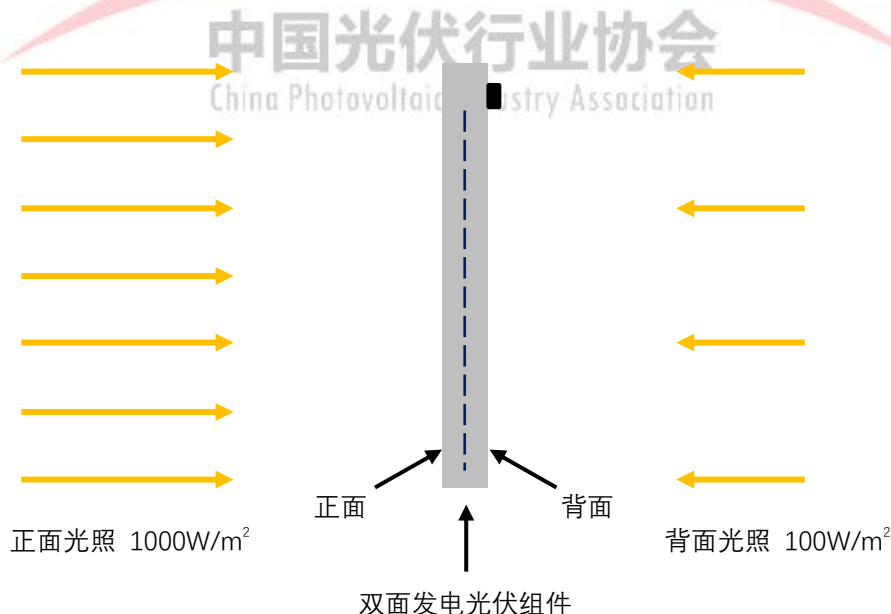 中国光伏行业协会
China Photovoltaic Industry Association
正面
背面
正面光照 1000W/m²
背面光照 100W/m²
双面发电光伏组件